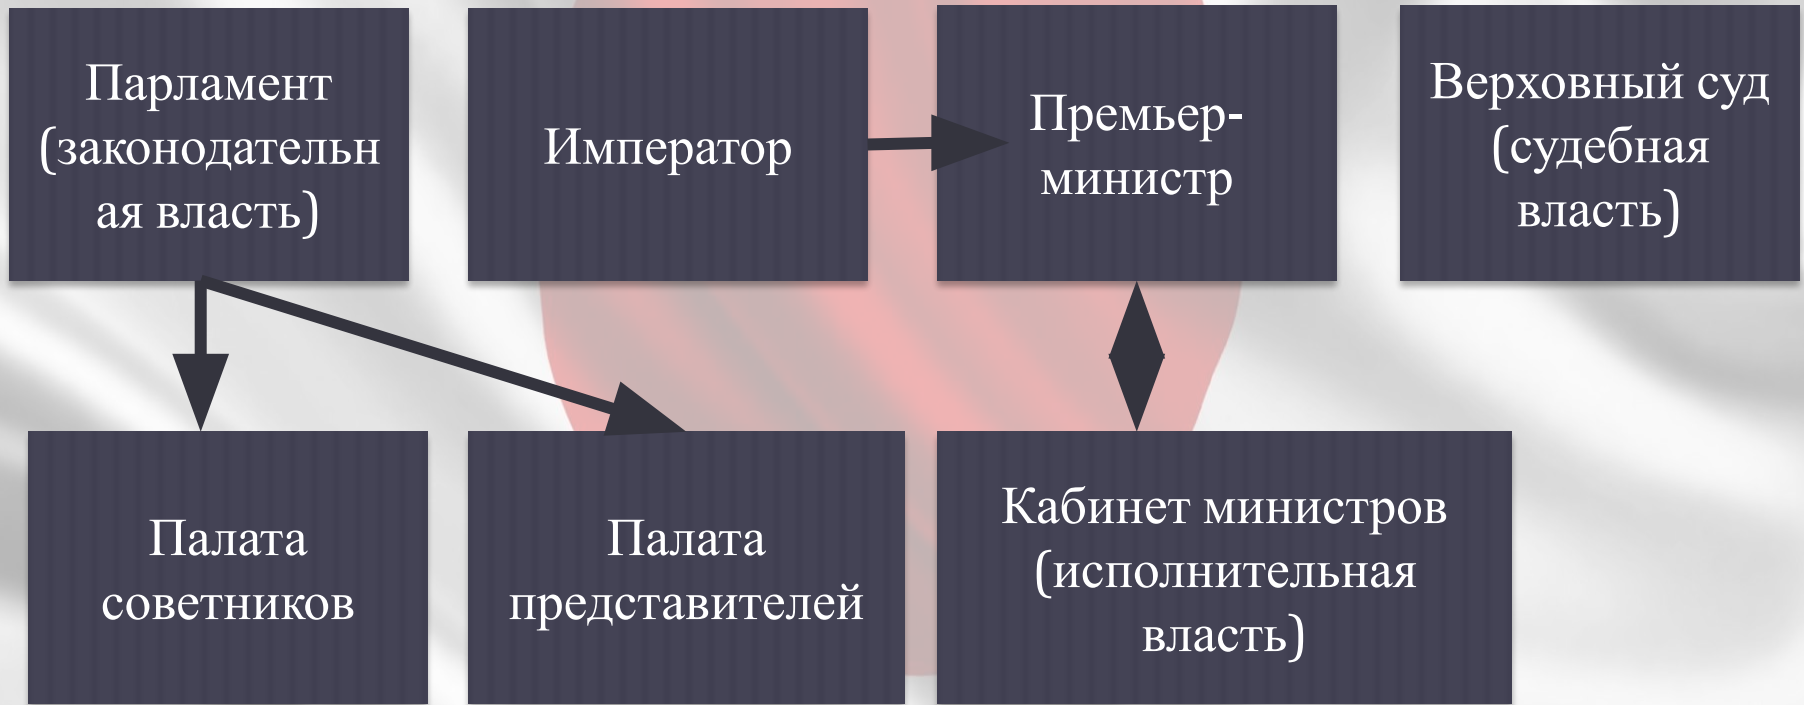 Парламент
(законодательн
ая власть)
Император
Премьер-
министр
Верховный суд
(судебная
власть)
Палата
советников
Палата
представителей
Кабинет министров
(исполнительная
власть)